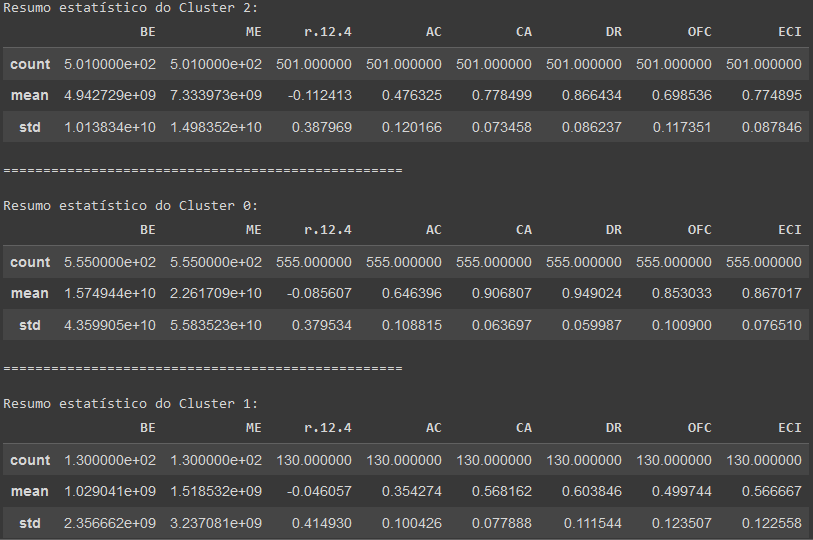 Resumo estatístico do Cluster 2:
BE ME r.12.4 AC CA DR OFC ECI
count 5.010000e+02 5.010000e+02 501.000000 501.000000 501.000000 501.000000 501.000000 501.000000
mean 4.942729e+09 7.333973e+09 -0.112413 0.476325 0.778499 0.866434 0.698536 0.774895
std 1.013834e+10 1.498352e+10 0.387969 0.120166 0.073458 0.086237 0.117351 0.087846
==================================================
Resumo estatístico do Cluster 0:
BE ME r.12.4 AC CA DR OFC ECI
count 5.550000e+02 5.550000e+02 555.000000 555.000000 555.000000 555.000000 555.000000 555.000000
mean 1.574944e+10 2.261709e+10 -0.085607 0.646396 0.906807 0.949024 0.853033 0.867017
std 4.359905e+10 5.583523e+10 0.379534 0.108815 0.063697 0.059987 0.100900 0.076510
==================================================
Resumo estatístico do Cluster 1:
BE ME r.12.4 AC CA DR OFC ECI
count 1.300000e+02 1.300000e+02 130.000000 130.000000 130.000000 130.000000 130.000000 130.000000
mean 1.029041e+09 1.518532e+09 -0.046057 0.354274 0.568162 0.603846 0.499744 0.566667
std 2.356662e+09 3.237081e+09 0.414930 0.100426 0.077888 0.111544 0.123507 0.122558